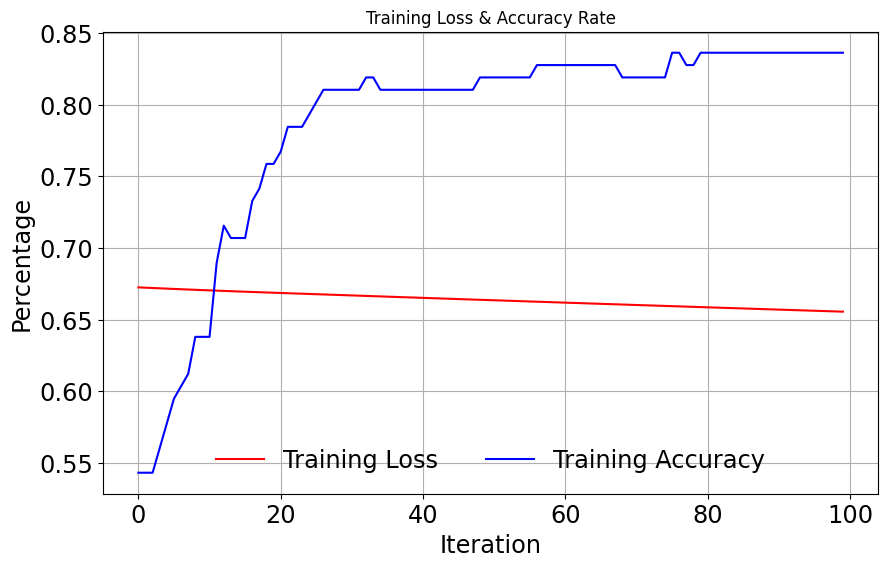 Training Loss & Accuracy Rate
0.85
0.80
0.75
0.70
0.65
0.60
0.55
Percentage
Training Loss
Training Accuracy
0 20 40 60 80 100
Iteration